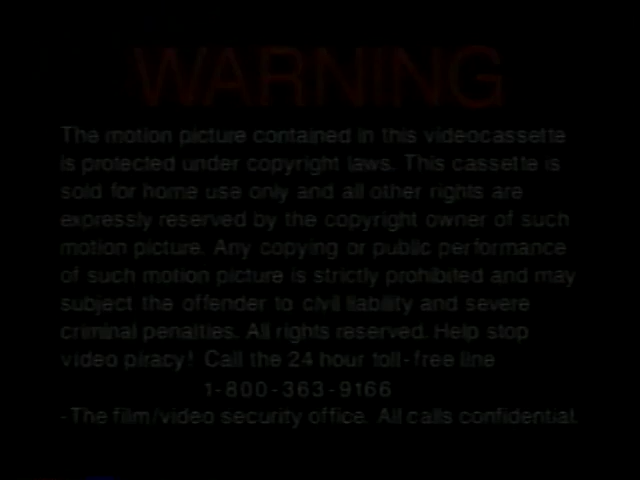 WARNING
The motion picture contained in this videocassette
is protected under copyright laws. This cassette is
sold for home use only and all other rights are
expressly reserved by the copyright owner of such
motion picture. Any copying or public performance
of such motion picture is strictly prohibited and may
subject the offender to civil liability and severe
criminal penalties. All rights reserved. Help stop
video piracy! Call the 24 hour toll-free line
1-800-363-9166
-The film/video security office. All calls confidential.